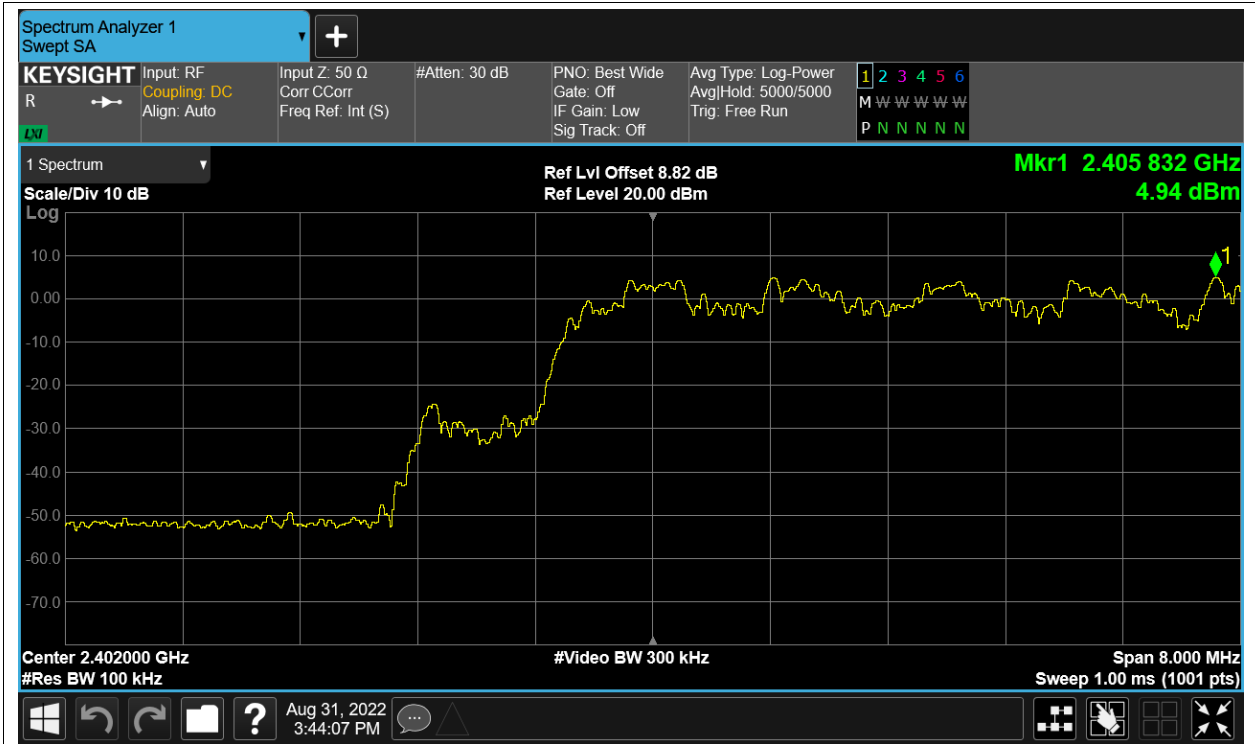 Spectrum Analyzer 1
Swept SA
KEYSIGHT
R
LXI
Input: RF
Coupling: DC
Align: Auto
Input Z: 50 Ω
Corr CCorr
Freq Ref: Int (S)
#Atten: 30 dB
PNO: Best Wide
Gate: Off
IF Gain: Low
Sig Track: Off
Avg Type: Log-Power
Avg|Hold: 5000/5000
Trig: Free Run
1 2 3 4 5 6
M W W W W W
P N N N N N
1 Spectrum
Scale/Div 10 dB
Ref Lvl Offset 8.82 dB
Ref Level 20.00 dBm
Mkr1 2.405 832 GHz
4.94 dBm
Log
1
10.0
0.00
-10.0
-20.0
-30.0
-40.0
-50.0
-60.0
-70.0
Center 2.402000 GHz
#Video BW 300 kHz
Span 8.000 MHz
#Res BW 100 kHz
Sweep 1.00 ms (1001 pts)
?
Aug 31, 2022
3:44:07 PM